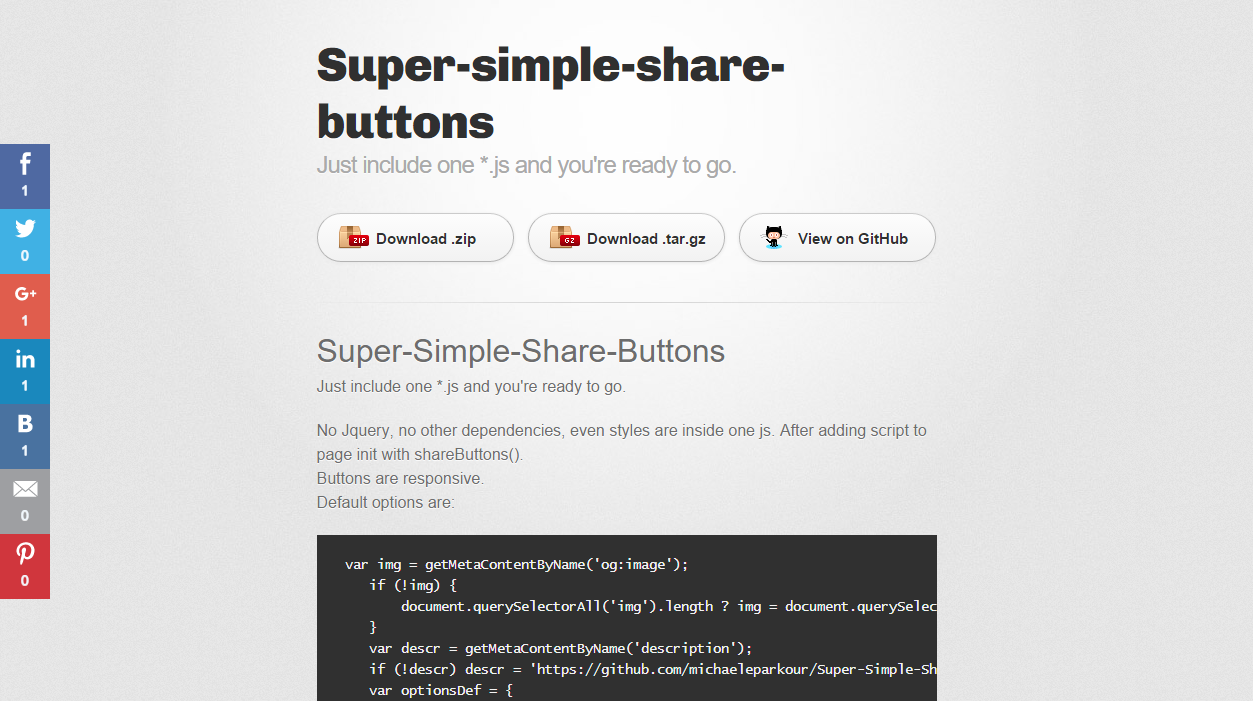 Super-simple-share-
buttons
Just include one *.js and you're ready to go.
Download .zip
Download .tar.gz
View on GitHub
ZIP
GZ
f
1
0
G+
1
in
1
B
1
0
0
Super-Simple-Share-Buttons
Just include one *.js and you're ready to go.
No Jquery, no other dependencies, even styles are inside one js. After adding script to
page init with shareButtons().
Buttons are responsive.
Default options are:
var img = getMetaContentByName('og:image');
if (!img) {
document.querySelectorAll('img').length ? img = document.querySelec
}
var descr = getMetaContentByName('description');
if (!descr) descr = 'https://github.com/michaeleparkour/Super-Simple-Sh
var optionsDef = {